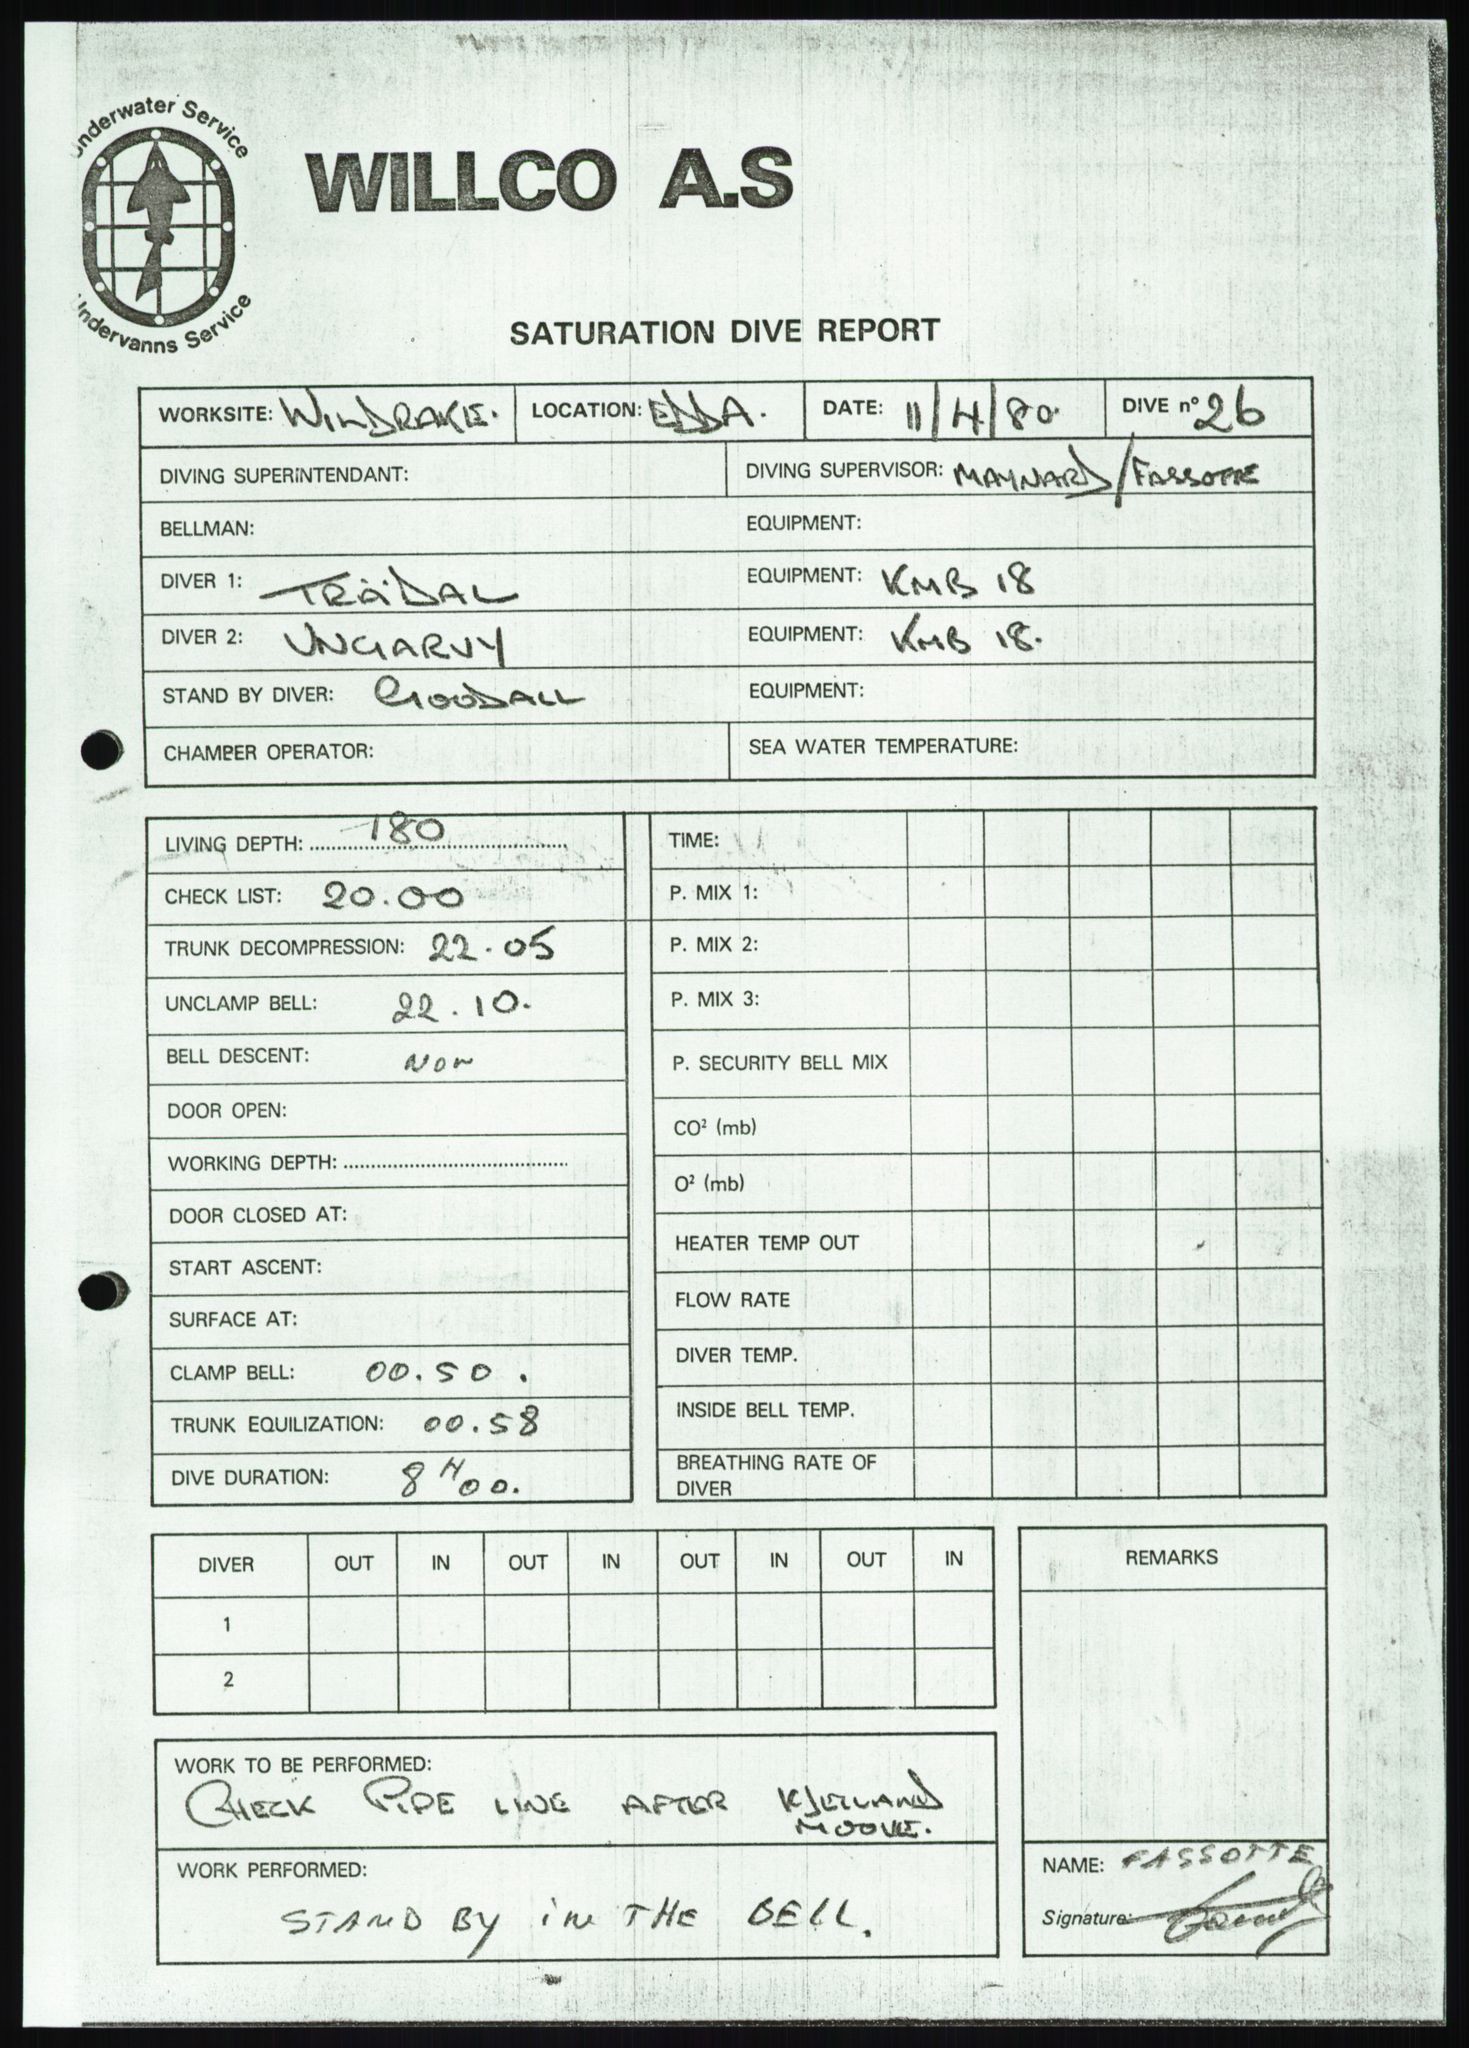 Underwater Service
Undervanns Service
WILLCO A.S
SATURATION DIVE REPORT
WORKSITE: WILDRAKE. LOCATION: EDDA. DATE: 11/4/80. DIVE n° 26
DIVING SUPERINTENDANT: DIVING SUPERVISOR: MAYNARD/FASSOTTE
BELLMAN: EQUIPMENT:
DIVER 1: TRÄDAL EQUIPMENT: KMB 18
DIVER 2: UNGARVY EQUIPMENT: KMB 18.
STAND BY DIVER: GOODALL EQUIPMENT:
CHAMBER OPERATOR: SEA WATER TEMPERATURE:
LIVING DEPTH: 180
CHECK LIST: 20.00
TRUNK DECOMPRESSION: 22.05
UNCLAMP BELL: 22.10.
BELL DESCENT: NON
DOOR OPEN:
WORKING DEPTH:
DOOR CLOSED AT:
START ASCENT:
SURFACE AT:
CLAMP BELL: 00.50.
TRUNK EQUILIZATION: 00.58
DIVE DURATION: 8 H 00.
TIME:
P. MIX 1:
P. MIX 2:
P. MIX 3:
P. SECURITY BELL MIX
CO² (mb)
O² (mb)
HEATER TEMP OUT
FLOW RATE
DIVER TEMP.
INSIDE BELL TEMP.
BREATHING RATE OF
DIVER
DIVER OUT IN OUT IN OUT IN OUT IN
1
2
WORK TO BE PERFORMED:
CHECK PIPE LINE AFTER KJELLAND
MOOVE.
WORK PERFORMED:
STAND BY in THE BELL.
REMARKS
NAME: FASSOTTE
Signature: